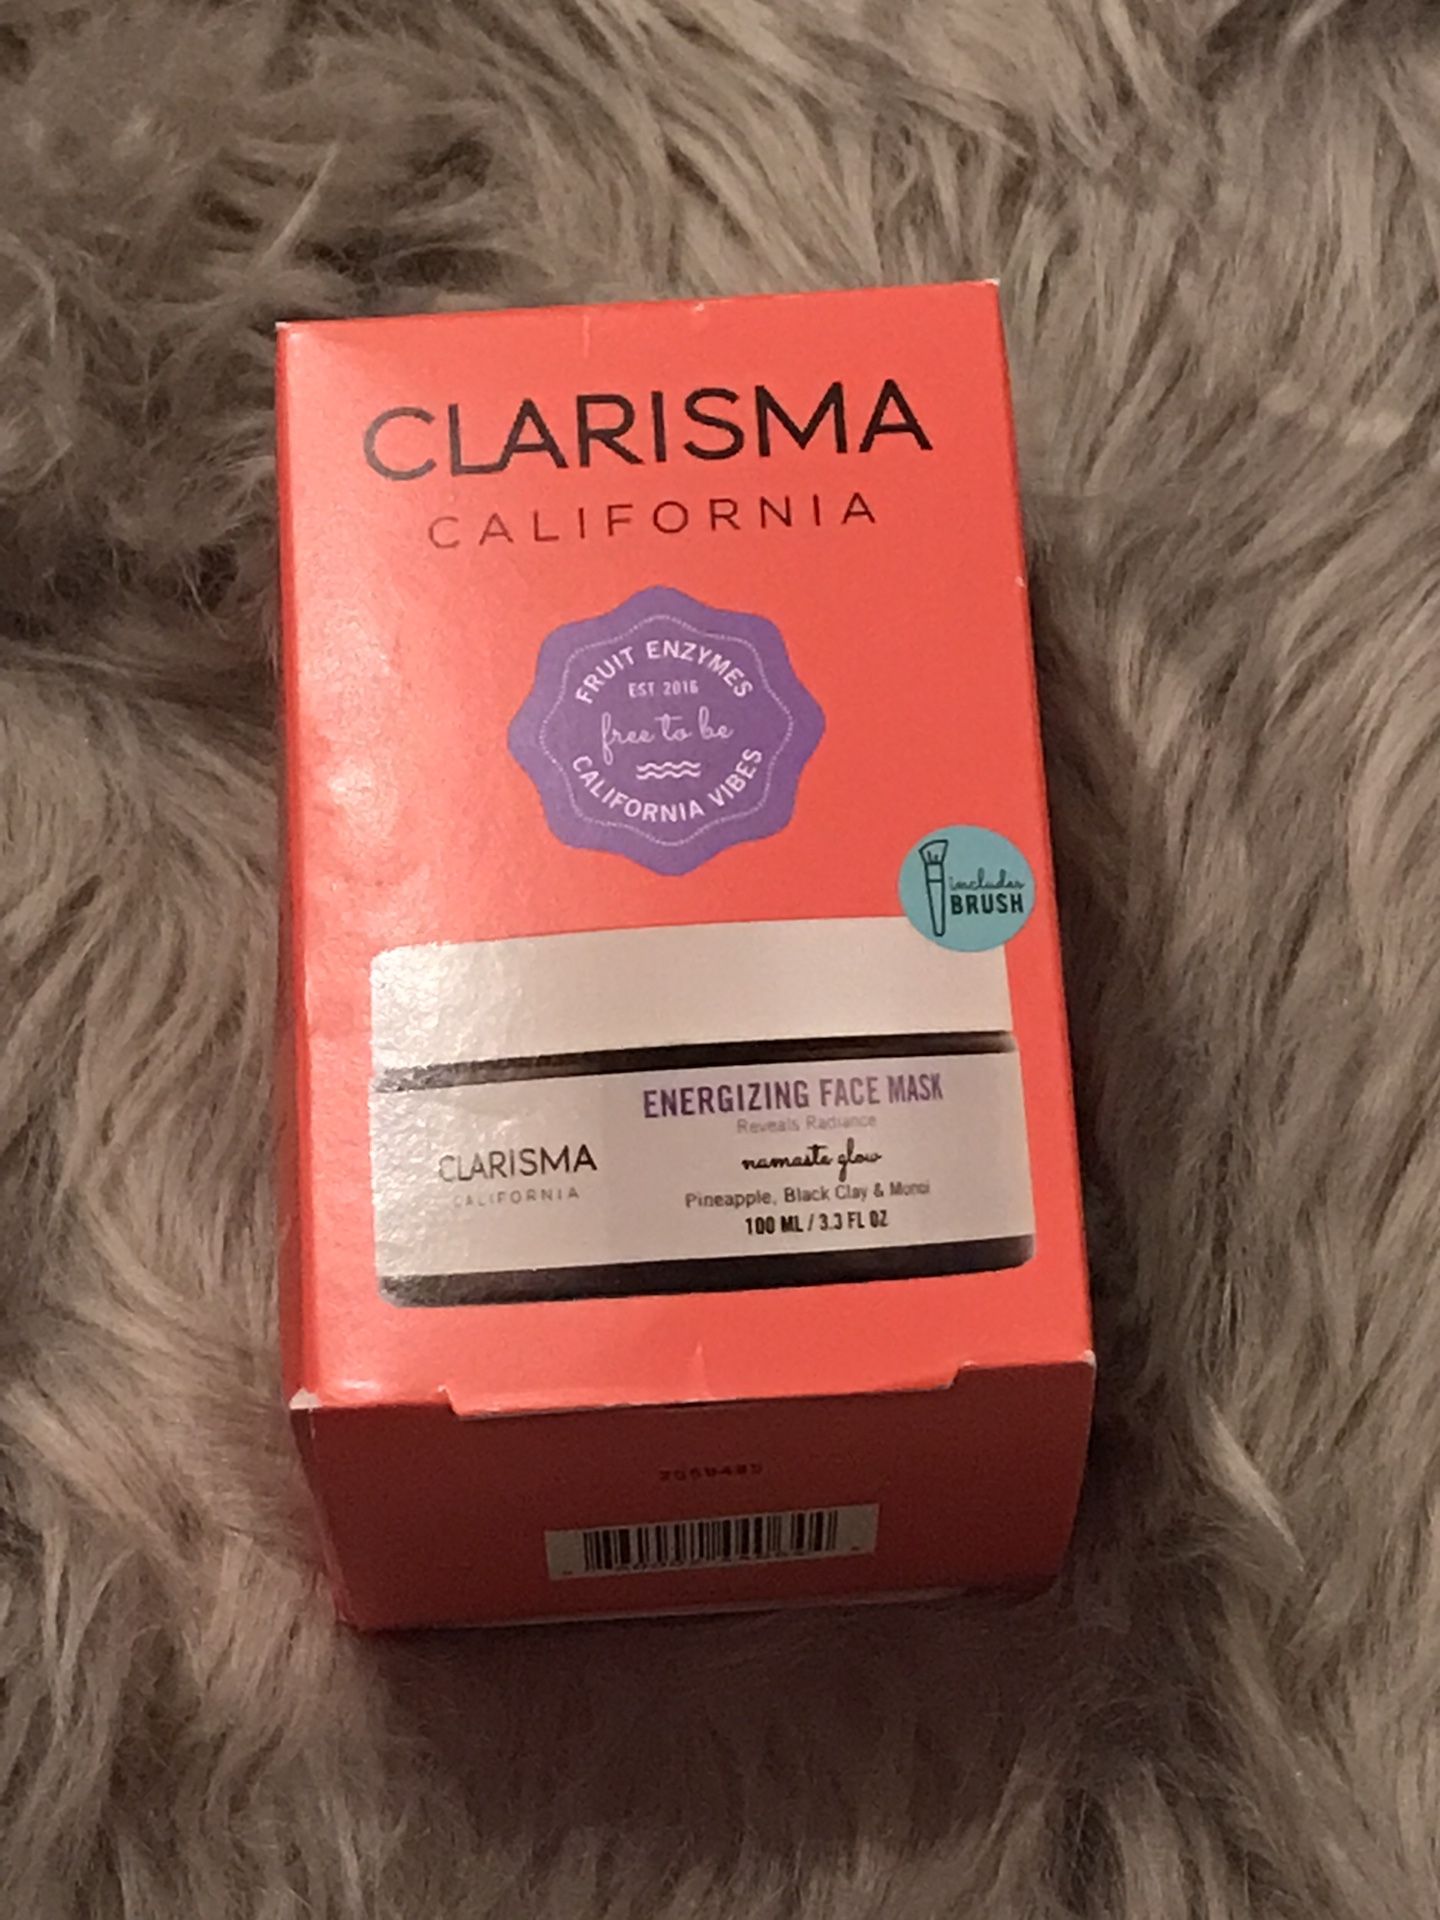 CLARISMA
CALIFORNIA
FRUIT ENZYMES
EST 2016
free to be
CALIFORNIA VIBES
includes
BRUSH
ENERGIZING FACE MASK
Reveals Radiance
CLARISMA
CALIFORNIA
namaste glow
Pineapple, Black Clay & Monoi
100 ML / 3.3 FL OZ